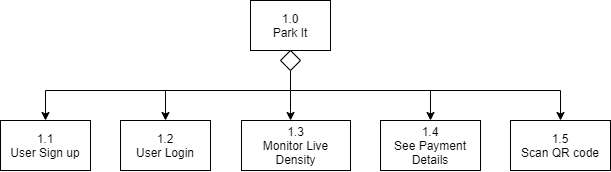 1.0
Park It
1.1
User Sign up
1.2
User Login
1.3
Monitor Live
Density
1.4
See Payment
Details
1.5
Scan QR code